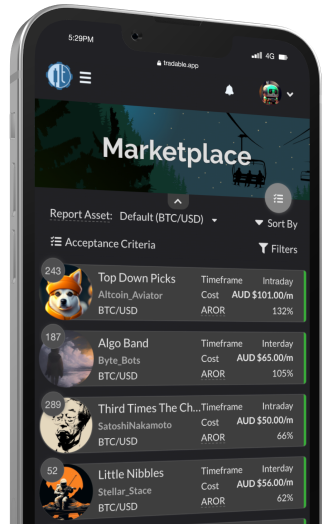 5:29PM
4G
tradable.app
Marketplace
Report Asset: Default (BTC/USD)
Sort By
Acceptance Criteria
Filters
243
Top Down Picks
Timeframe Intraday
Altcoin_Aviator
Cost AUD $101.00/m
BTC/USD
AROR 132%
187
Algo Band
Timeframe Interday
Byte_Bots
Cost AUD $65.00/m
BTC/USD
AROR 105%
289
Third Times The Ch...
Timeframe Intraday
SatoshiNakamoto
Cost AUD $50.00/m
BTC/USD
AROR 66%
52
Little Nibbles
Timeframe Interday
Stellar_Stace
Cost AUD $56.00/m
BTC/USD
AROR 62%